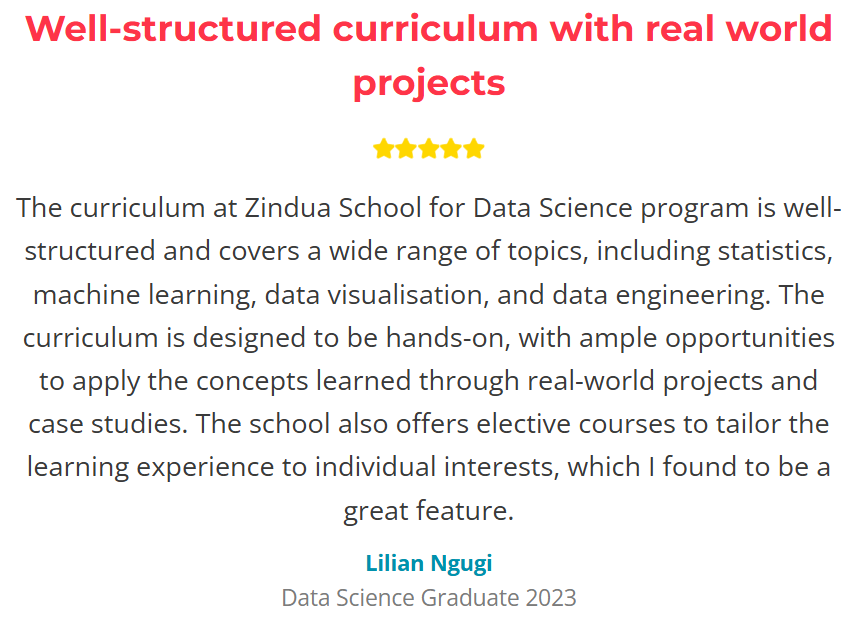 Well-structured curriculum with real world
projects
The curriculum at Zindua School for Data Science program is well-
structured and covers a wide range of topics, including statistics,
machine learning, data visualisation, and data engineering. The
curriculum is designed to be hands-on, with ample opportunities
to apply the concepts learned through real-world projects and
case studies. The school also offers elective courses to tailor the
learning experience to individual interests, which I found to be a
great feature.
Lilian Ngugi
Data Science Graduate 2023